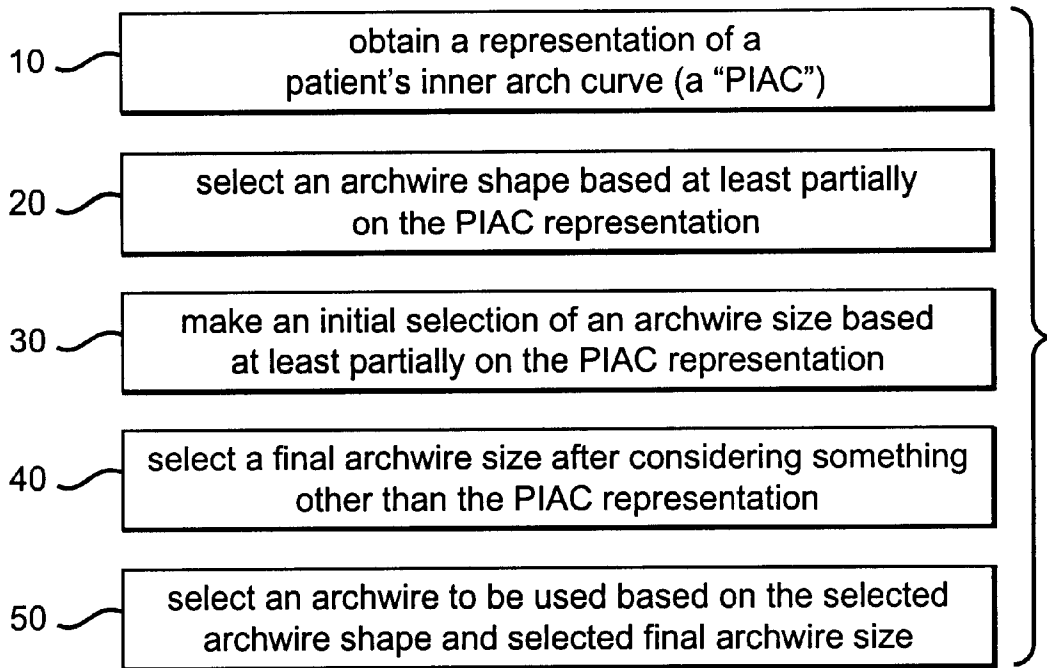 10
obtain a representation of a
patient's inner arch curve (a “PIAC”)
20
select an archwire shape based at least partially
on the PIAC representation
30
make an initial selection of an archwire size based
at least partially on the PIAC representation
40
select a final archwire size after considering something
other than the PIAC representation
50
select an archwire to be used based on the selected
archwire shape and selected final archwire size